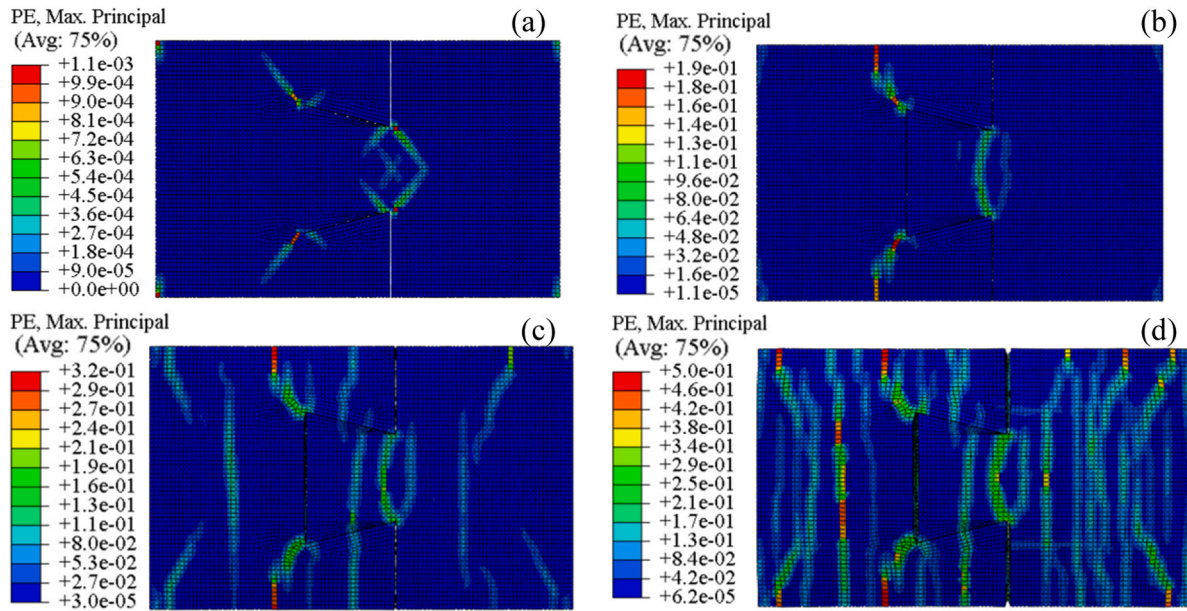 PE, Max. Principal
(Avg: 75%)
+1.1e-03
+9.9e-04
+9.0e-04
+8.1e-04
+7.2e-04
+6.3e-04
+5.4e-04
+4.5e-04
+3.6e-04
+2.7e-04
+1.8e-04
+9.0e-05
+0.0e+00
(a)
PE, Max. Principal
(Avg: 75%)
+1.9e-01
+1.8e-01
+1.6e-01
+1.4e-01
+1.3e-01
+1.1e-01
+9.6e-02
+8.0e-02
+6.4e-02
+4.8e-02
+3.2e-02
+1.6e-02
+1.1e-05
(b)
PE, Max. Principal
(Avg: 75%)
+3.2e-01
+2.9e-01
+2.7e-01
+2.4e-01
+2.1e-01
+1.9e-01
+1.6e-01
+1.3e-01
+1.1e-01
+8.0e-02
+5.3e-02
+2.7e-02
+3.0e-05
(c)
PE, Max. Principal
(Avg: 75%)
+5.0e-01
+4.6e-01
+4.2e-01
+3.8e-01
+3.4e-01
+2.9e-01
+2.5e-01
+2.1e-01
+1.7e-01
+1.3e-01
+8.4e-02
+4.2e-02
+6.2e-05
(d)